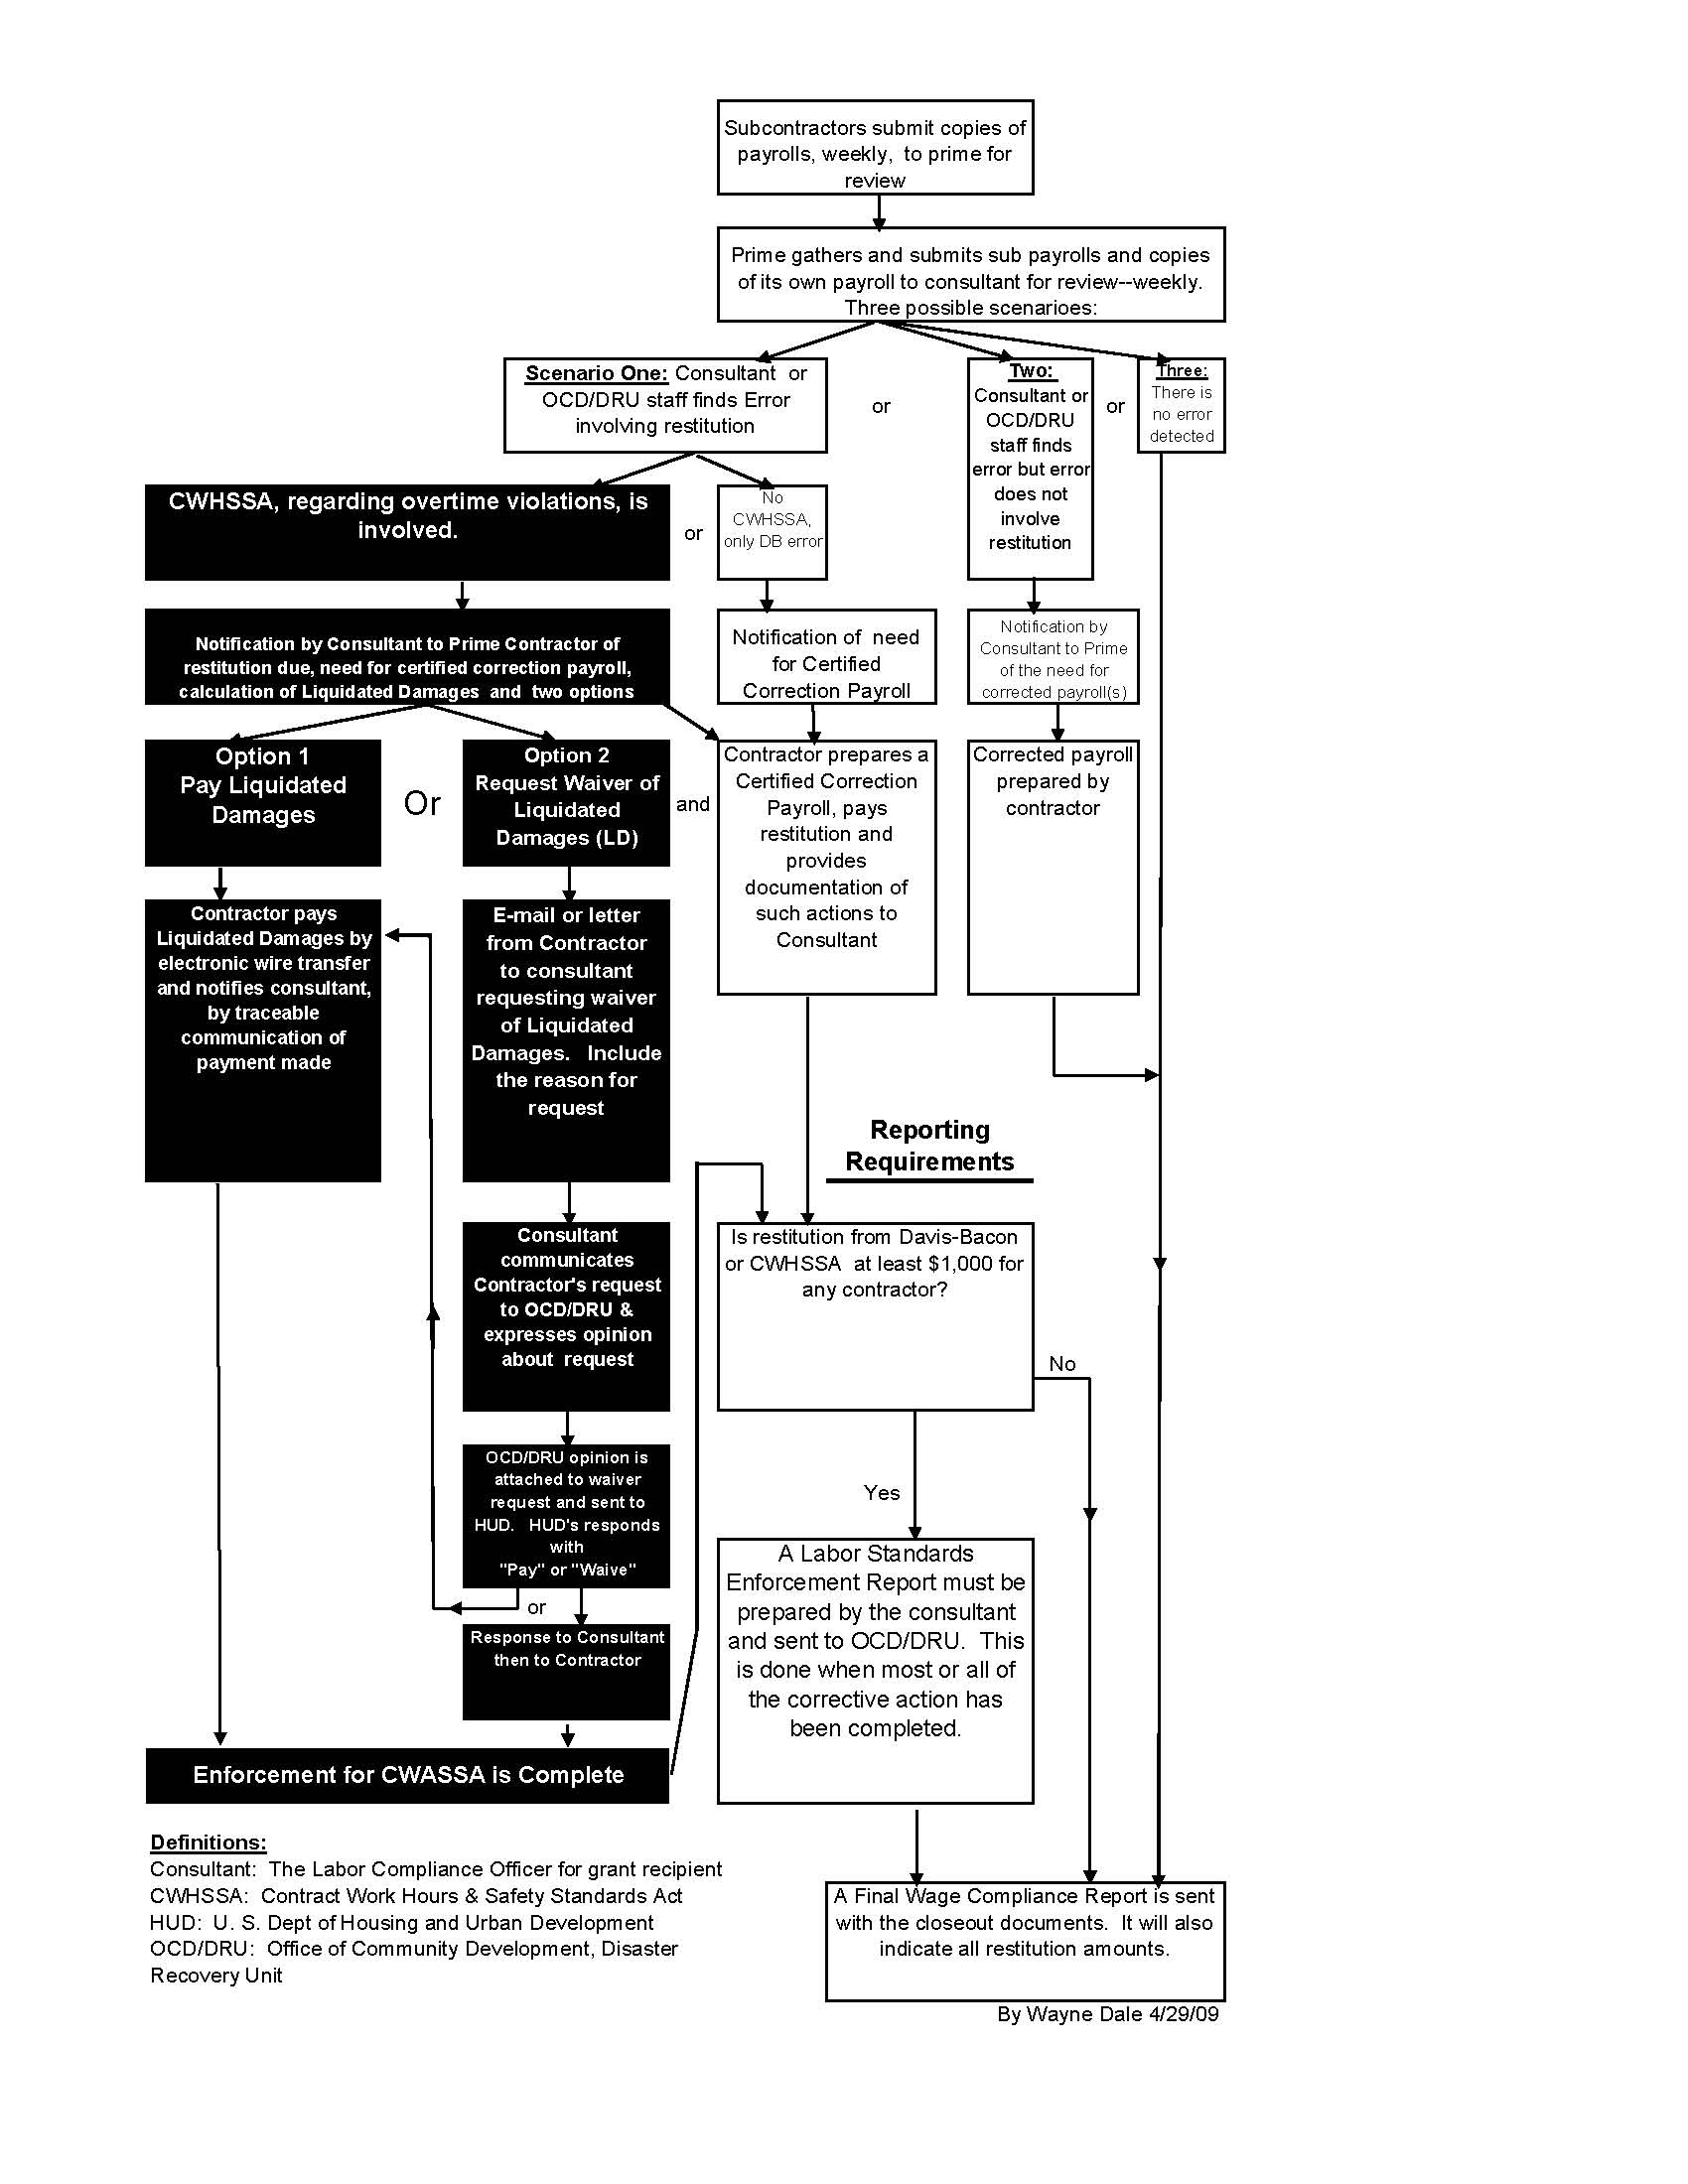 Subcontractors submit copies of
payrolls, weekly,  to prime for
review
Prime gathers and submits sub payrolls and copies
of its own payroll to consultant for review--weekly.
Three possible scenarioes:
Scenario One: Consultant  or
OCD/DRU staff finds Error
involving restitution
or
Two:
Consultant or
OCD/DRU
staff finds
error but error
does not
involve
restitution
or
Three:
There is
no error
detected
CWHSSA, regarding overtime violations, is
involved.
or
No
CWHSSA,
only DB error
Notification by Consultant to Prime Contractor of
restitution due, need for certified correction payroll,
calculation of Liquidated Damages  and  two options
Notification of  need
for Certified
Correction Payroll
Notification by
Consultant to Prime
of the need for
corrected payroll(s)
Option 1
Pay Liquidated
Damages
Or
Option 2
Request Waiver of
Liquidated
Damages (LD)
and
Contractor prepares a
Certified Correction
Payroll, pays
restitution and
provides
documentation of
such actions to
Consultant
Corrected payroll
prepared by
contractor
Contractor pays
Liquidated Damages by
electronic wire transfer
and notifies consultant,
by traceable
communication of
payment made
E-mail or letter
from Contractor
to consultant
requesting waiver
of Liquidated
Damages.   Include
the reason for
request
Reporting
Requirements
Consultant
communicates
Contractor's request
to OCD/DRU &
expresses opinion
about  request
Is restitution from Davis-Bacon
or CWHSSA  at least $1,000 for
any contractor?
No
Yes
OCD/DRU opinion is
attached to waiver
request and sent to
HUD.   HUD's responds
with
"Pay" or "Waive"
or
Response to Consultant
then to Contractor
A Labor Standards
Enforcement Report must be
prepared by the consultant
and sent to OCD/DRU.  This
is done when most or all of
the corrective action has
been completed.
Enforcement for CWASSA is Complete
Definitions:
Consultant:  The Labor Compliance Officer for grant recipient
CWHSSA:  Contract Work Hours & Safety Standards Act
HUD:  U. S. Dept of Housing and Urban Development
OCD/DRU:  Office of Community Development, Disaster
Recovery Unit
A Final Wage Compliance Report is sent
with the closeout documents.  It will also
indicate all restitution amounts.
By Wayne Dale 4/29/09